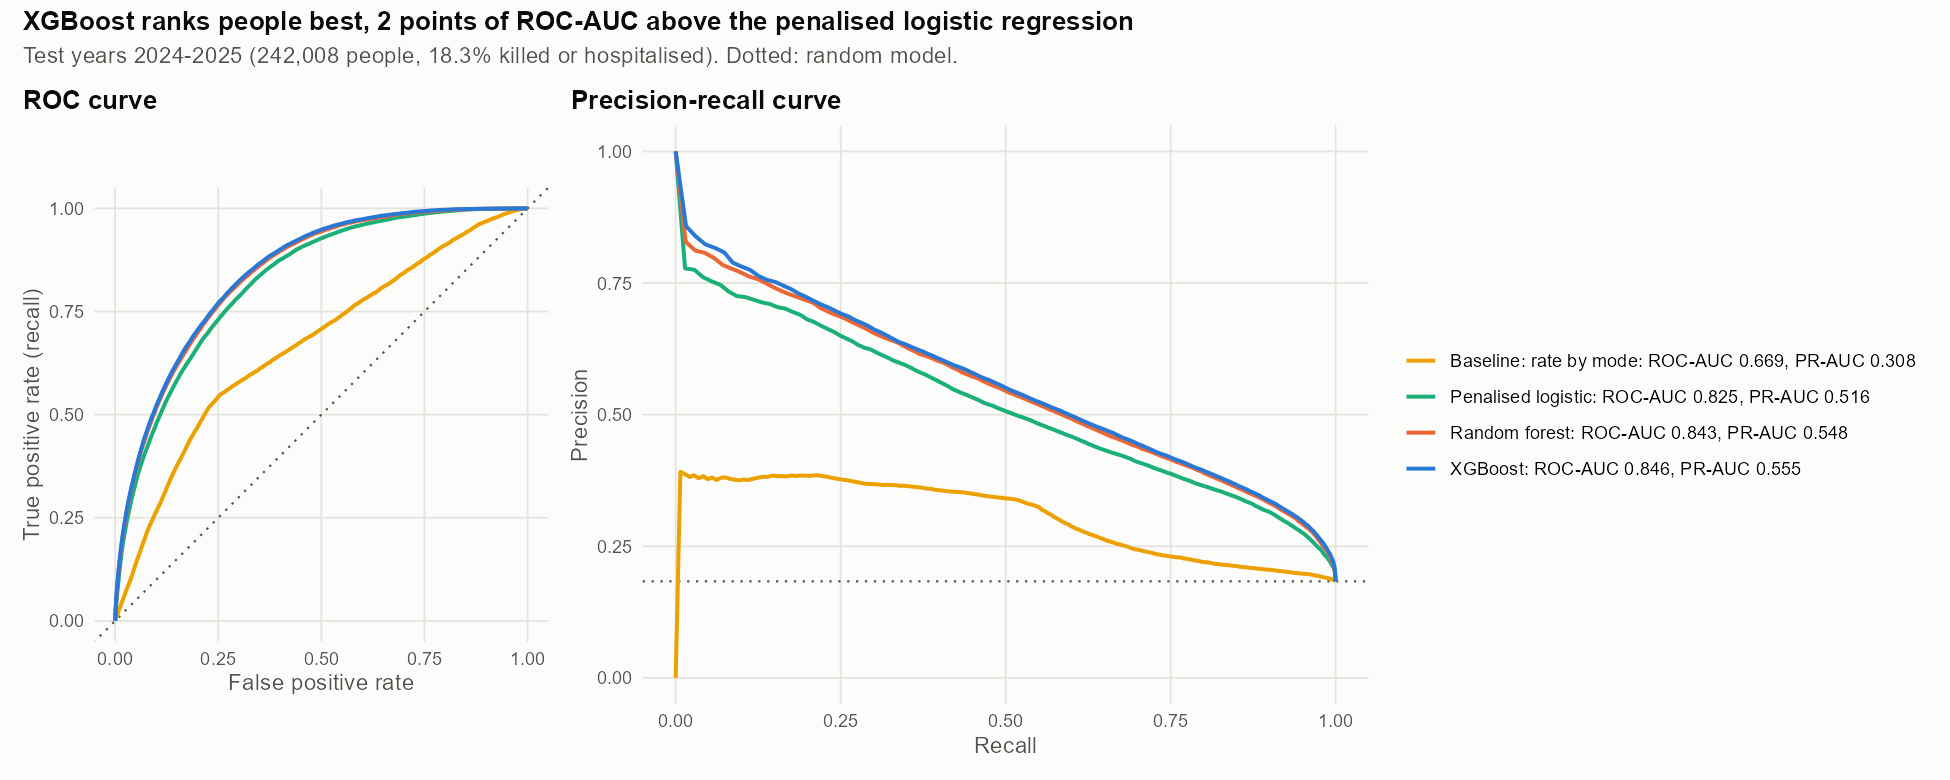 XGBoost ranks people best, 2 points of ROC-AUC above the penalised logistic regression
Test years 2024-2025 (242,008 people, 18.3% killed or hospitalised). Dotted: random model.
ROC curve
True positive rate (recall)
1.00
0.75
0.50
0.25
0.00
0.00 0.25 0.50 0.75 1.00
False positive rate
Precision-recall curve
Precision
1.00
0.75
0.50
0.25
0.00
0.00 0.25 0.50 0.75 1.00
Recall
Baseline: rate by mode: ROC-AUC 0.669, PR-AUC 0.308
Penalised logistic: ROC-AUC 0.825, PR-AUC 0.516
Random forest: ROC-AUC 0.843, PR-AUC 0.548
XGBoost: ROC-AUC 0.846, PR-AUC 0.555